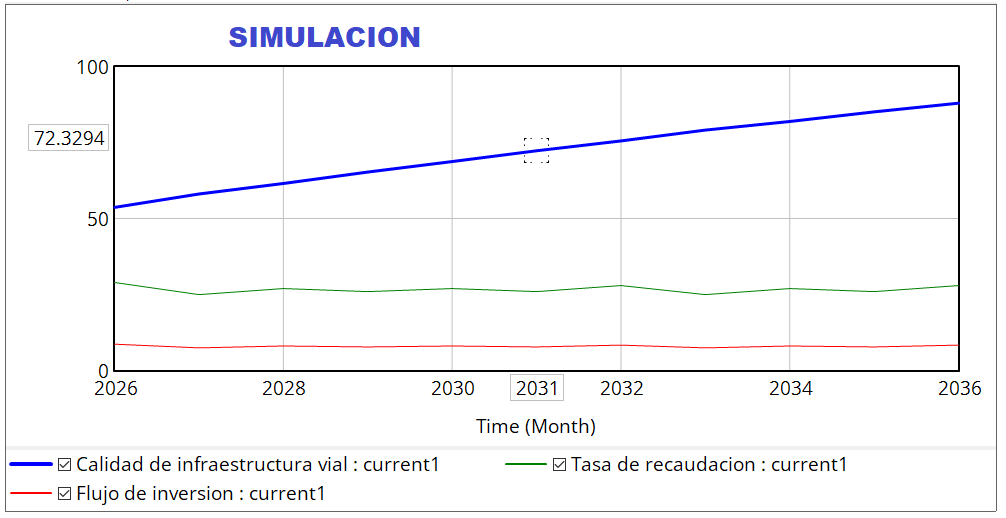 SIMULACION
100
72.3294
50
0
2026 2028 2030 2031 2032 2034 2036
Time (Month)
Calidad de infraestructura vial : current1 Tasa de recaudacion : current1
Flujo de inversion : current1